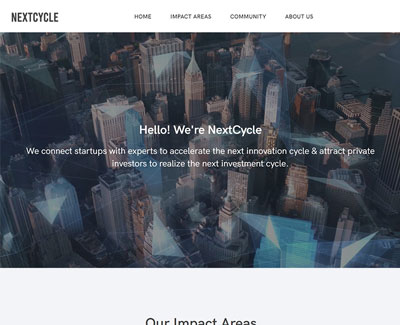 NEXTCYCLE
HOME IMPACT AREAS COMMUNITY ABOUT US
Hello! We're NextCycle
We connect startups with experts to accelerate the next innovation cycle & attract private
investors to realize the next investment cycle.
Our Impact Areas